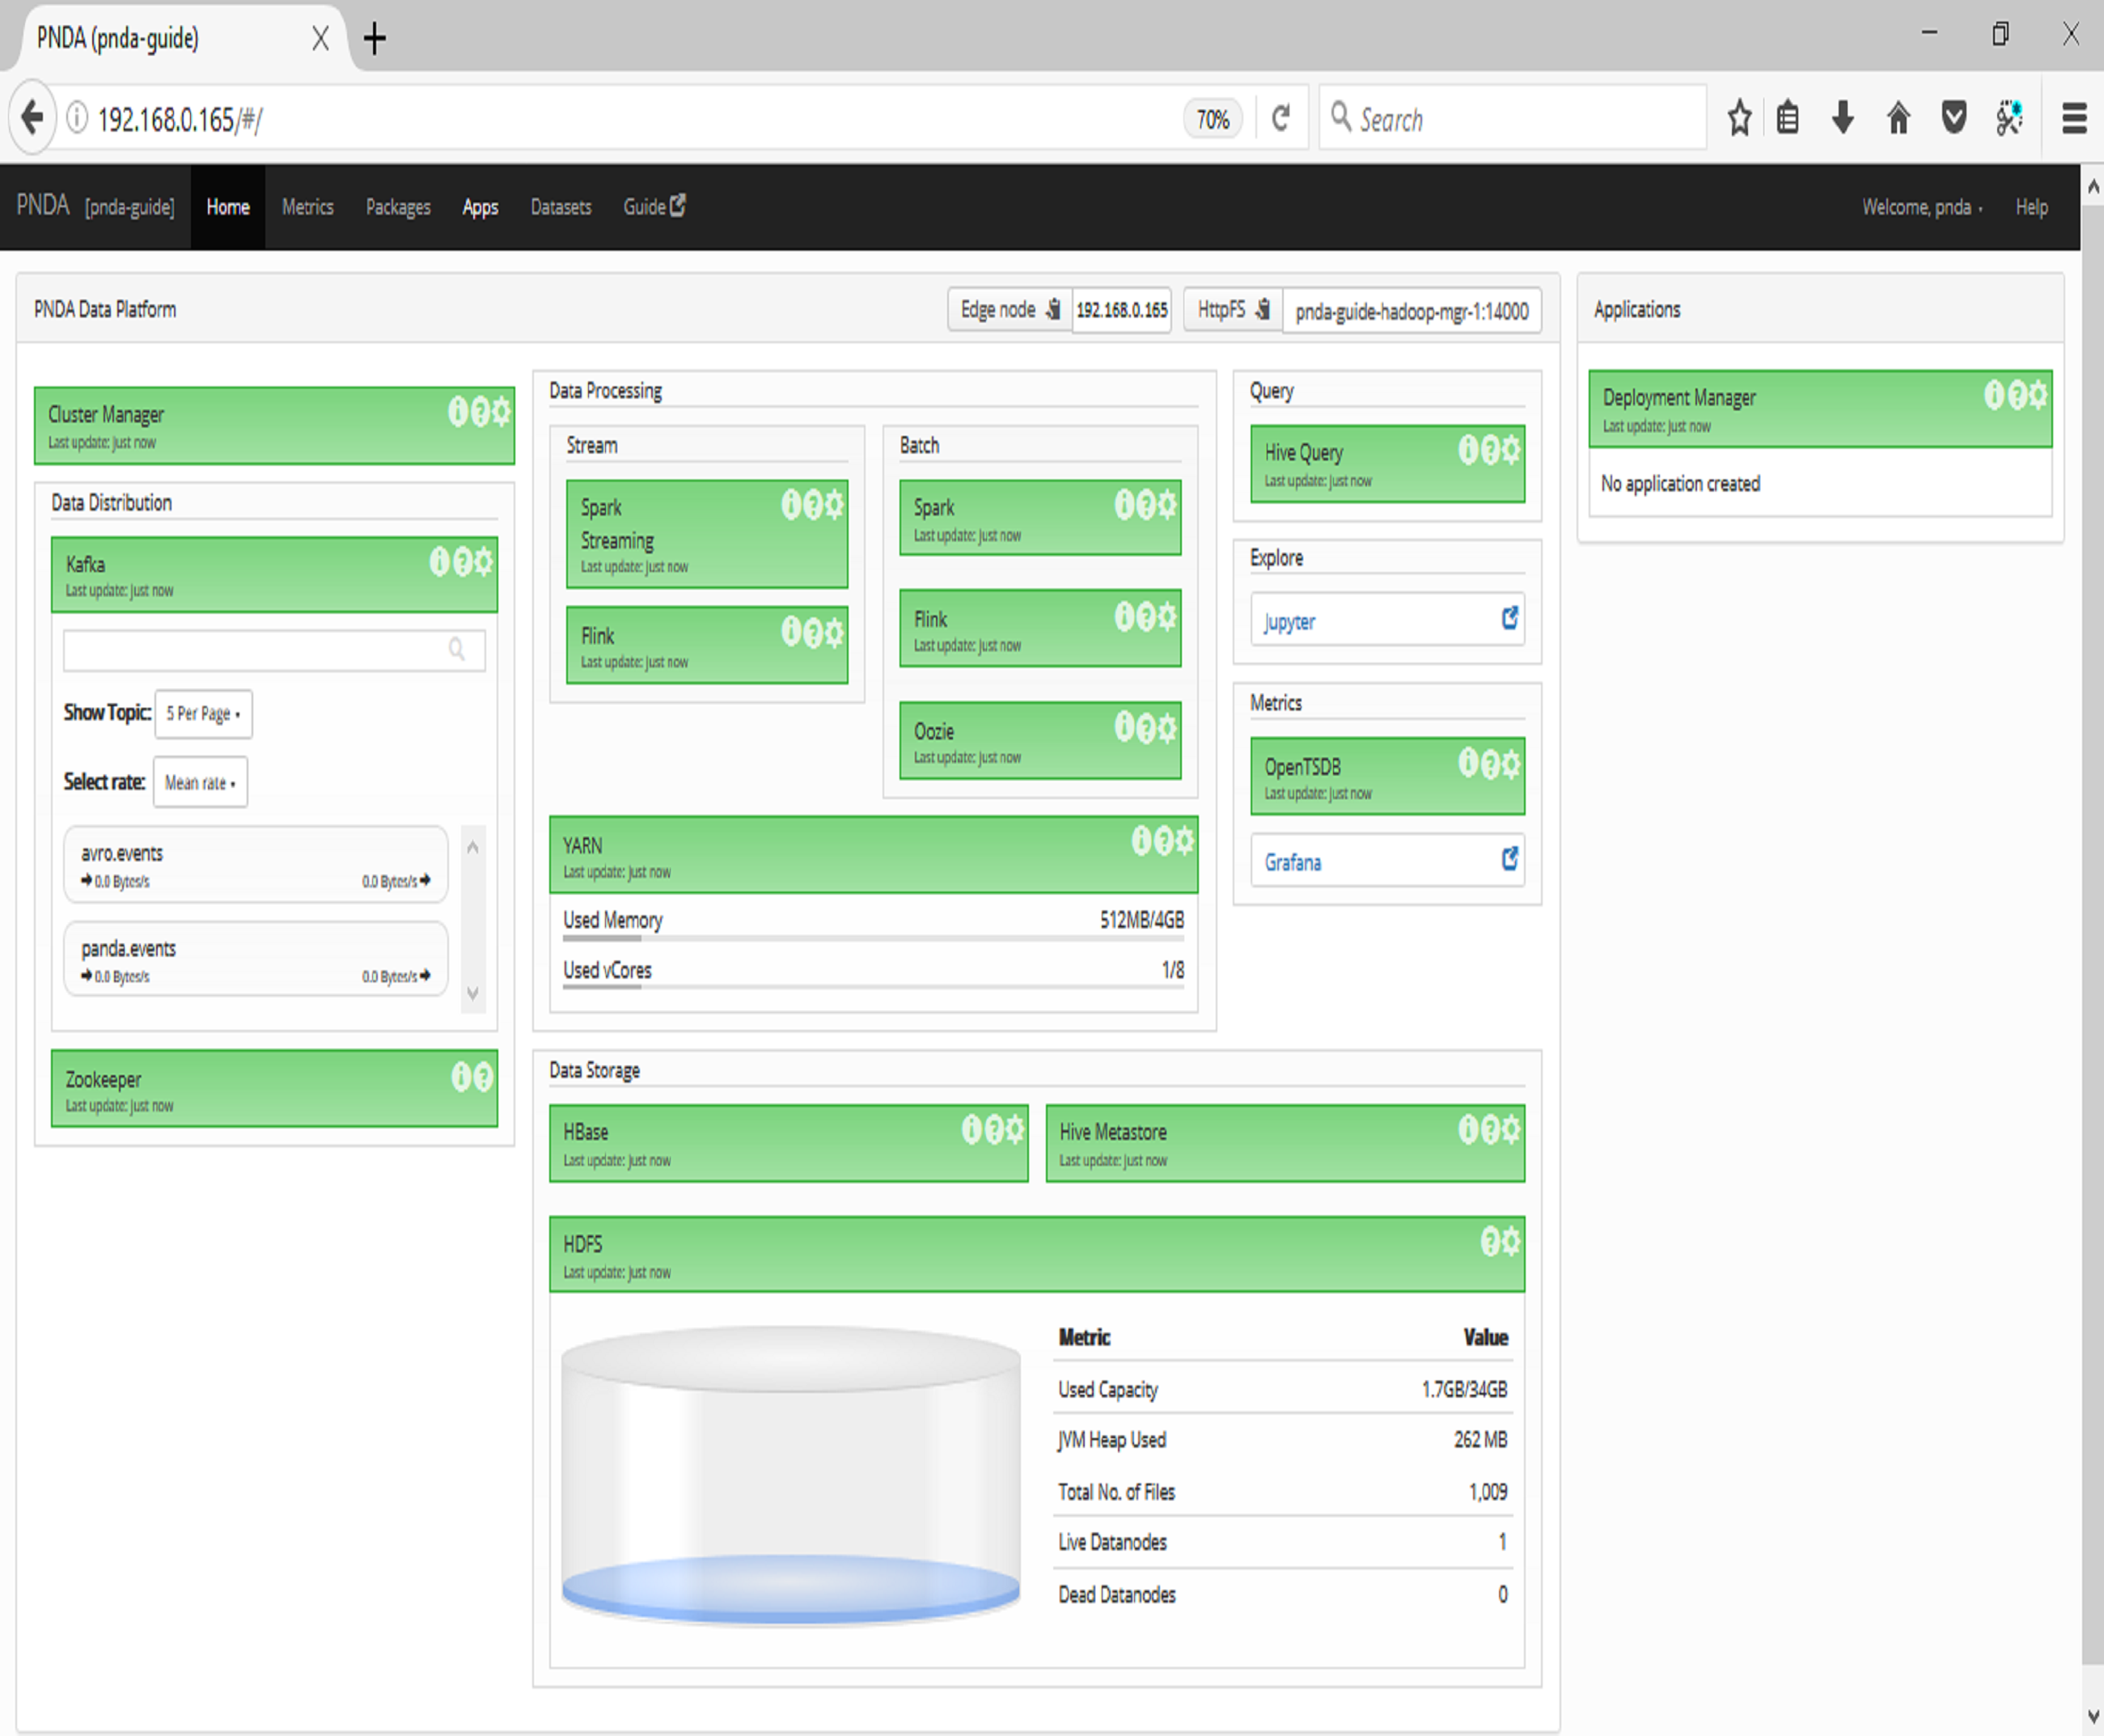 PNDA (pnda-guide)
192.168.0.165/#/
70%
Search
PNDA [pnda-guide] Home Metrics Packages Apps Datasets Guide
Welcome, pnda Help
PNDA Data Platform
Edge node 192.168.0.165
HttpFS pnda-guide-hadoop-mgr-1:14000
Cluster Manager
Last update: Just now
Data Distribution
Kafka
Last update: Just now
Show Topic: 5 Per Page
Select rate: Mean rate
avro.events
0.0 Bytes/s 0.0 Bytes/s
panda.events
0.0 Bytes/s 0.0 Bytes/s
Zookeeper
Last update: Just now
Data Processing
Stream
Spark
Streaming
Last update: Just now
Flink
Last update: Just now
Batch
Spark
Last update: Just now
Flink
Last update: Just now
Oozie
Last update: Just now
YARN
Last update: Just now
Used Memory 512MB/4GB
Used vCores 1/8
Query
Hive Query
Last update: Just now
Explore
Jupyter
Metrics
OpenTSDB
Last update: Just now
Grafana
Data Storage
HBase
Last update: Just now
Hive Metastore
Last update: Just now
HDFS
Last update: Just now
Metric Value
Used Capacity 1.7GB/34GB
JVM Heap Used 262 MB
Total No. of Files 1,009
Live Datanodes 1
Dead Datanodes 0
Applications
Deployment Manager
Last update: Just now
No application created